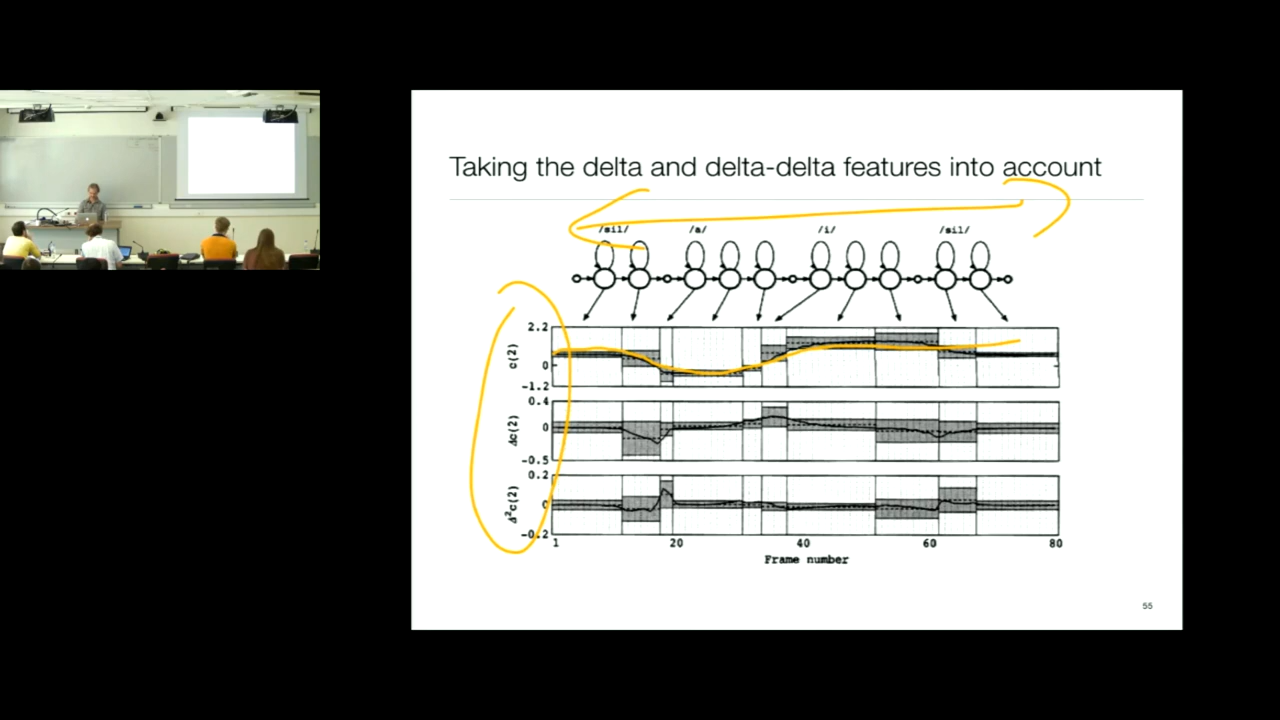 Taking the delta and delta-delta features into account
/sil/ /a/ /i/ /sil/
2.2
c(2)
0
-1.2
0.4
Δc(2)
0
-0.5
0.2
Δ²c(2)
0
-0.2
1 20 40 60 80
Frame number
55